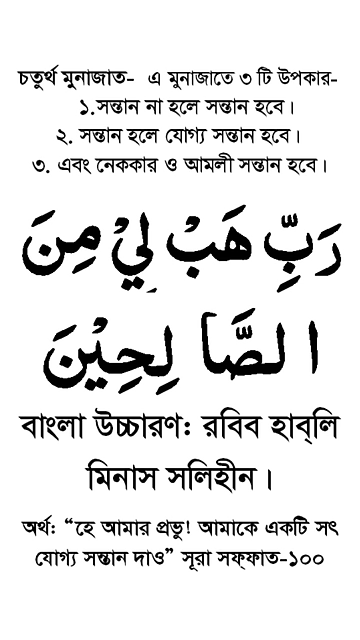 চতুর্থ মুনাজাত- এ মুনাজাতে ৩ টি উপকার-
১.সন্তান না হলে সন্তান হবে।
২. সন্তান হলে যোগ্য সন্তান হবে।
৩. এবং নেককার ও আমলী সন্তান হবে।
رَبِّ هَبْ لِيْ مِنَ
الصَّالِحِيْنَ
বাংলা উচ্চারণ: রবিব হাব্‌লি
মিনাস সলিহীন।
অর্থ: “হে আমার প্রভু! আমাকে একটি সৎ
যোগ্য সন্তান দাও” সূরা সফ্‌ফাত-১০০